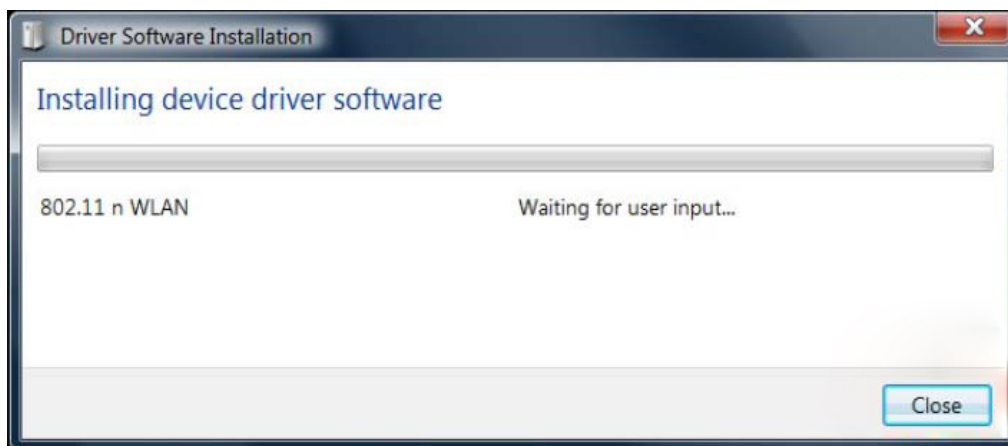 Driver Software Installation
Installing device driver software
802.11 n WLAN Waiting for user input...
Close